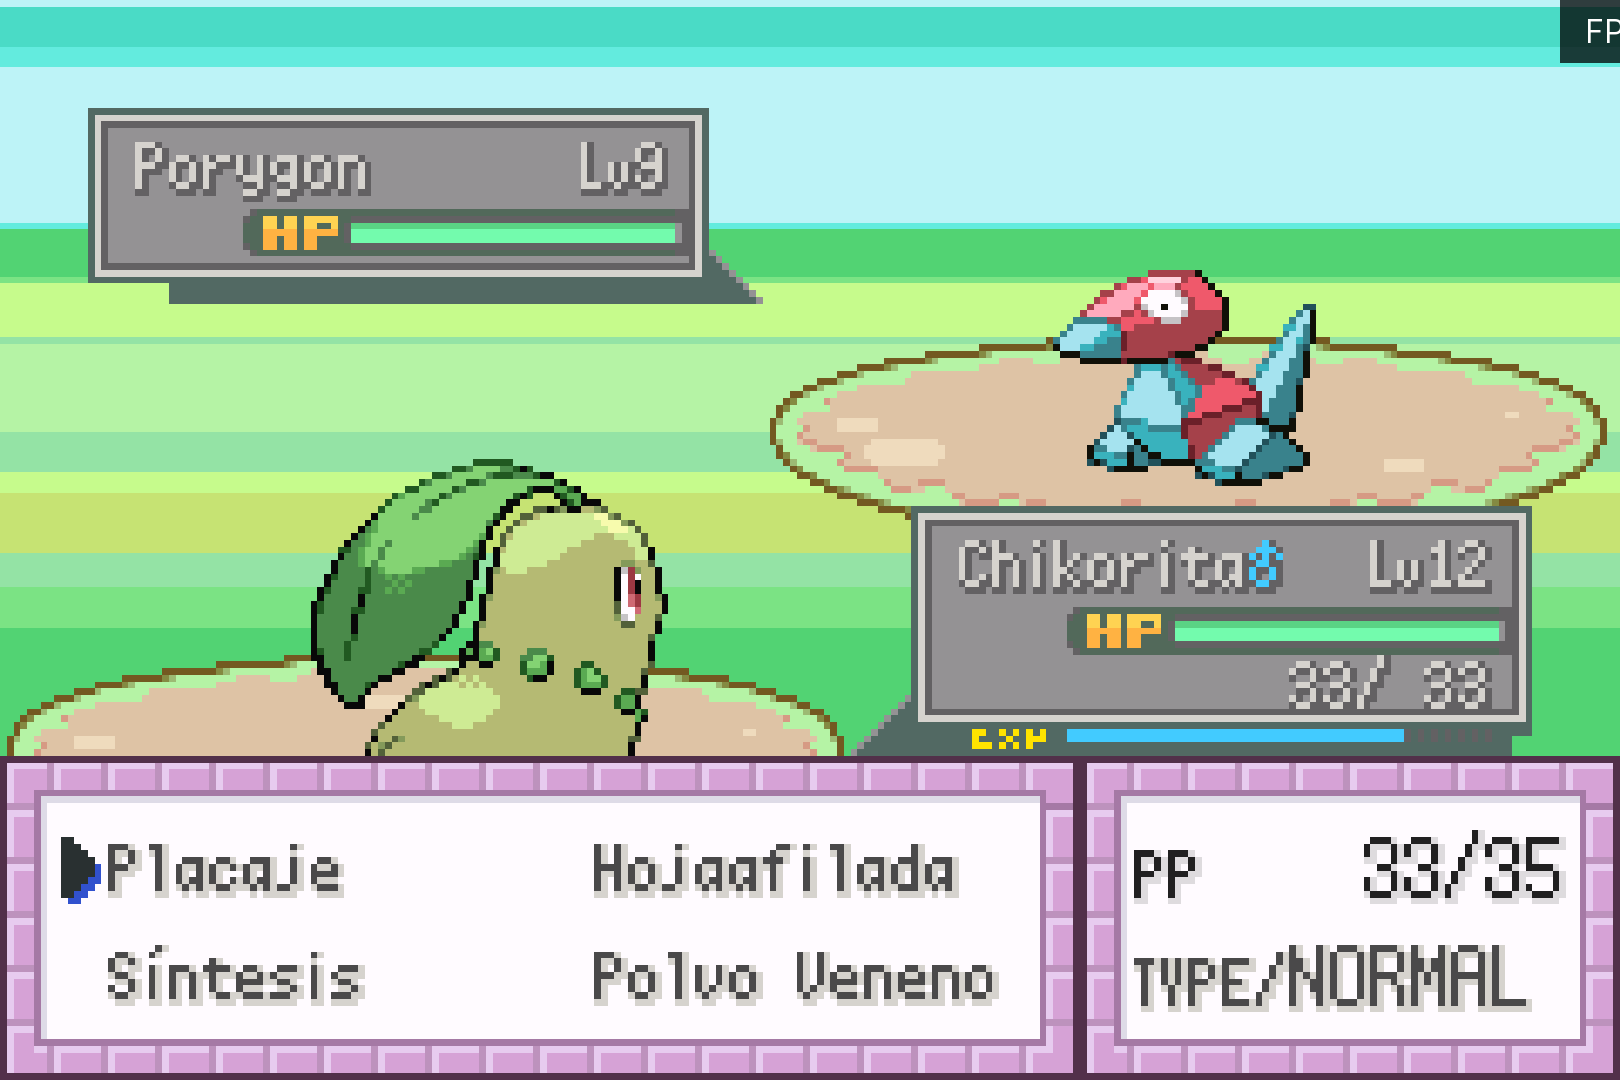 FP
Porygon Lv9
HP
Chikorita♂ Lv12
HP
33/ 33
EXP
Placaje Hojaafilada
Síntesis Polvo Veneno
PP 33/35
TYPE/NORMAL